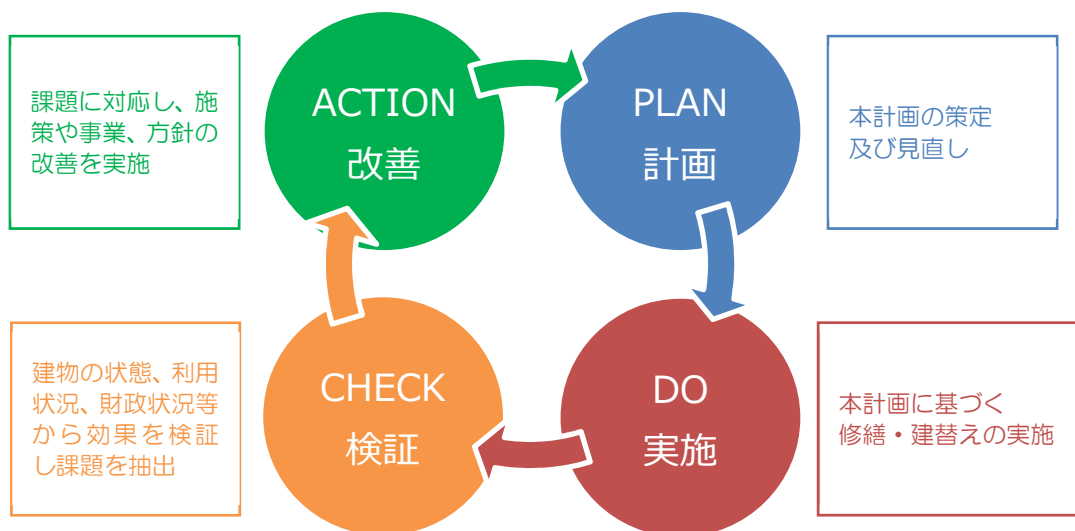 課題に対応し、施
策や事業、方針の
改善を実施
ACTION
改善
PLAN
計画
本計画の策定
及び見直し
建物の状態、利用
状況、財政状況等
から効果を検証
し課題を抽出
CHECK
検証
DO
実施
本計画に基づく
修繕・建替えの実施